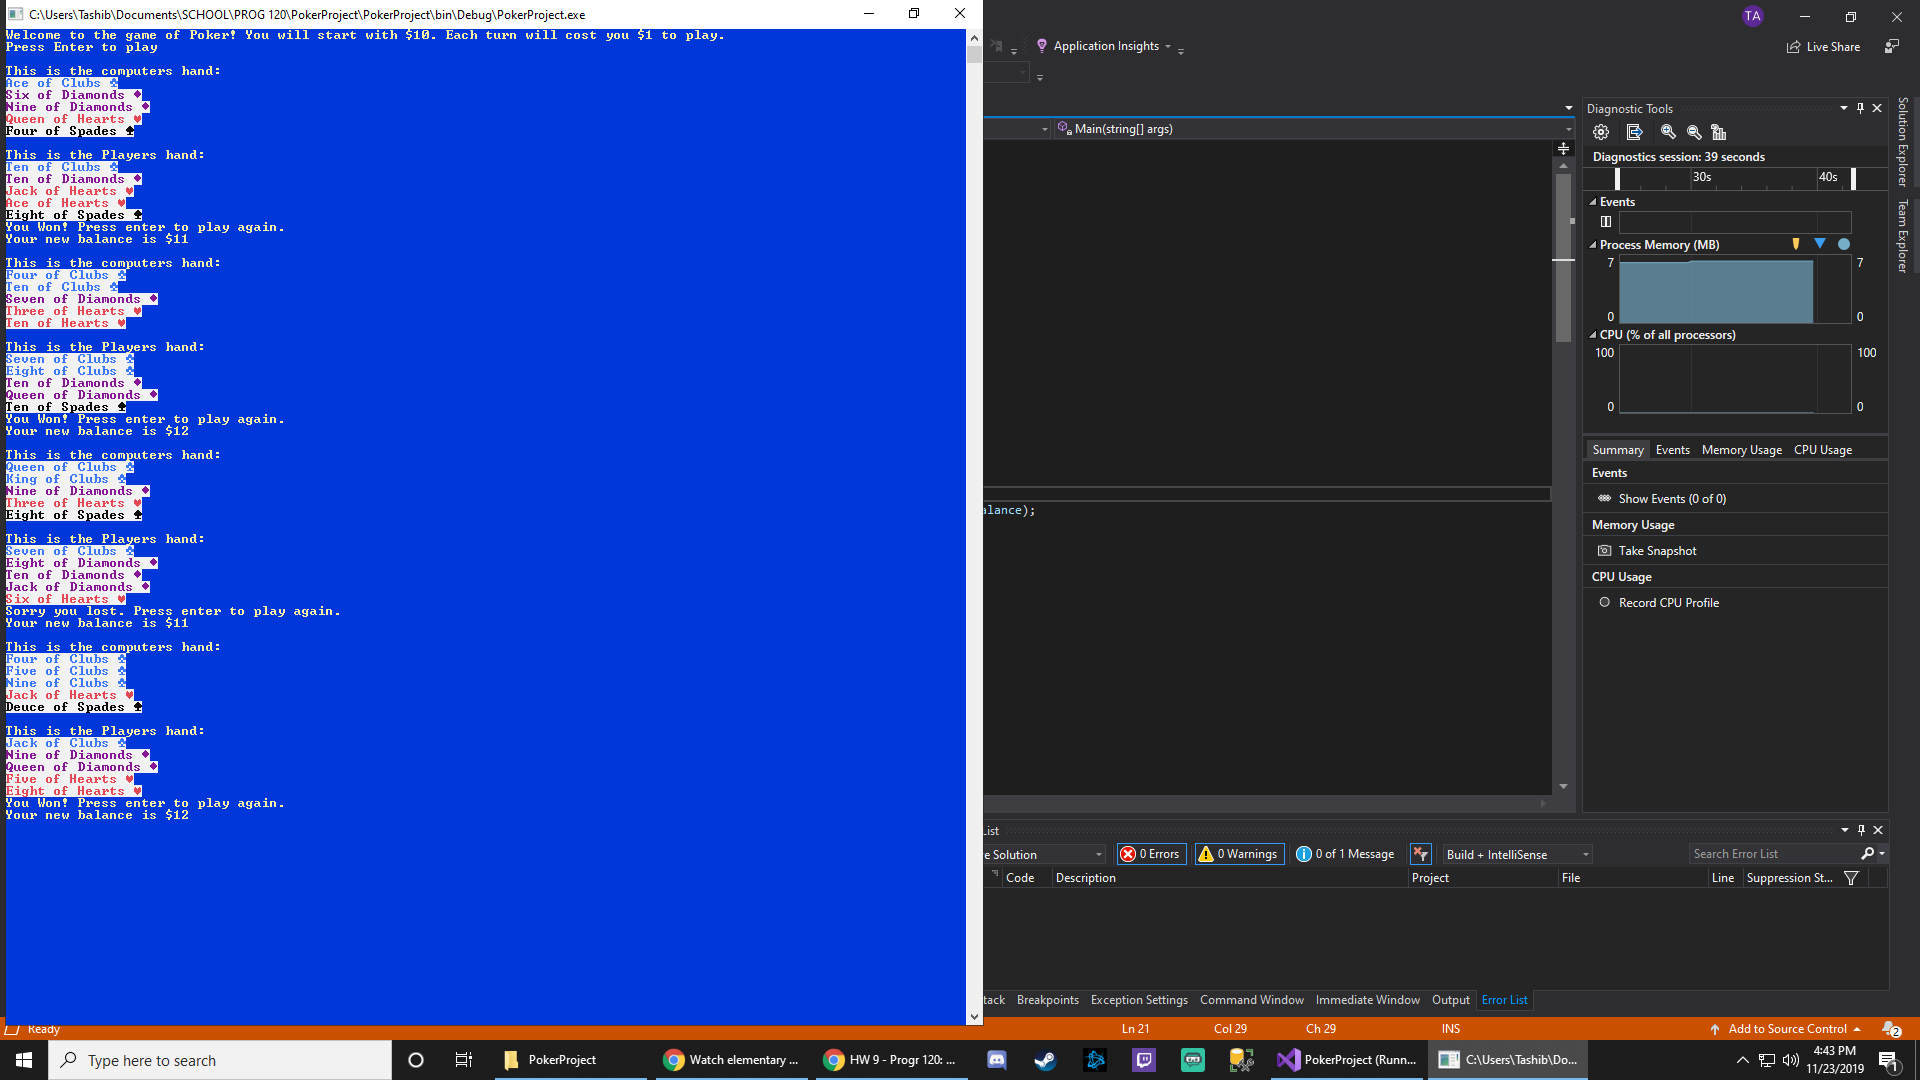 C:\Users\Tashib\Documents\SCHOOL\PROG 120\PokerProject\PokerProject\bin\Debug\PokerProject.exe
Welcome to the game of Poker! You will start with $10. Each turn will cost you $1 to play.
Press Enter to play
This is the computers hand:
Ace of Clubs ♣
Six of Diamonds ♦
Nine of Diamonds ♦
Queen of Hearts ♥
Four of Spades ♠
This is the Players hand:
Ten of Clubs ♣
Ten of Diamonds ♦
Jack of Hearts ♥
Ace of Hearts ♥
Eight of Spades ♠
You Won! Press enter to play again.
Your new balance is $11
This is the computers hand:
Four of Clubs ♣
Ten of Clubs ♣
Seven of Diamonds ♦
Three of Hearts ♥
Ten of Hearts ♥
This is the Players hand:
Seven of Clubs ♣
Eight of Clubs ♣
Ten of Diamonds ♦
Queen of Diamonds ♦
Ten of Spades ♠
You Won! Press enter to play again.
Your new balance is $12
This is the computers hand:
Queen of Clubs ♣
King of Clubs ♣
Nine of Diamonds ♦
Three of Hearts ♥
Eight of Spades ♠
This is the Players hand:
Seven of Clubs ♣
Eight of Diamonds ♦
Ten of Diamonds ♦
Jack of Diamonds ♦
Six of Hearts ♥
Sorry you lost. Press enter to play again.
Your new balance is $11
This is the computers hand:
Four of Clubs ♣
Five of Clubs ♣
Nine of Clubs ♣
Jack of Hearts ♥
Deuce of Spades ♠
This is the Players hand:
Jack of Clubs ♣
Nine of Diamonds ♦
Queen of Diamonds ♦
Five of Hearts ♥
Eight of Hearts ♥
You Won! Press enter to play again.
Your new balance is $12
TA
Application Insights
Live Share
Main(string[] args)
alance);
Diagnostic Tools
Diagnostics session: 39 seconds
30s 40s
Events
Process Memory (MB)
7 7
0 0
CPU (% of all processors)
100 100
0 0
Summary Events Memory Usage CPU Usage
Events
Show Events (0 of 0)
Memory Usage
Take Snapshot
CPU Usage
Record CPU Profile
Solution Explorer
Team Explorer
List
e Solution 0 Errors 0 Warnings 0 of 1 Message Build + IntelliSense Search Error List
Code Description Project File Line Suppression St...
tack Breakpoints Exception Settings Command Window Immediate Window Output Error List
Ready Ln 21 Col 29 Ch 29 INS Add to Source Control 2
Type here to search PokerProject Watch elementary ... HW 9 - Progr 120: ... PokerProject (Runn... C:\Users\Tashib\Do...
4:43 PM
11/23/2019
1